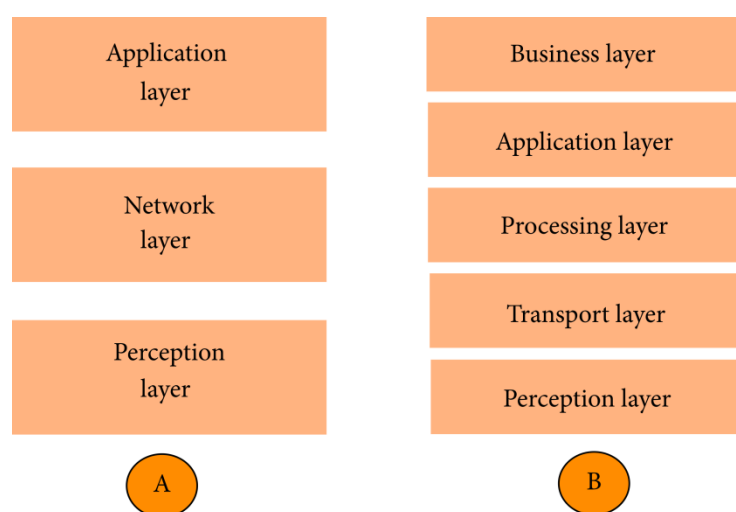 Application
layer
Network
layer
Perception
layer
A
Business layer
Application layer
Processing layer
Transport layer
Perception layer
B